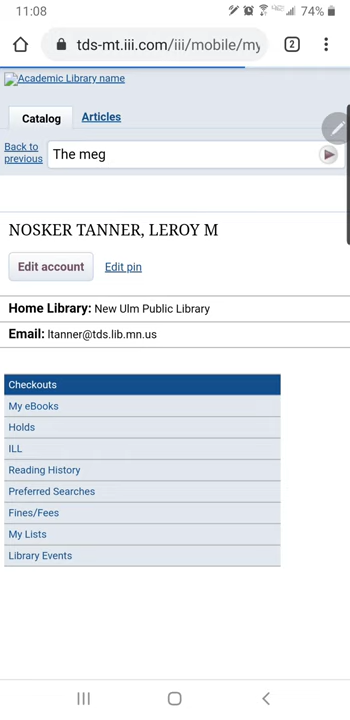 11:08
74%
tds-mt.iii.com/iii/mobile/my
2
Academic Library name
Catalog
Articles
Back to
previous
The meg
NOSKER TANNER, LEROY M
Edit account
Edit pin
Home Library: New Ulm Public Library
Email: ltanner@tds.lib.mn.us
Checkouts
My eBooks
Holds
ILL
Reading History
Preferred Searches
Fines/Fees
My Lists
Library Events